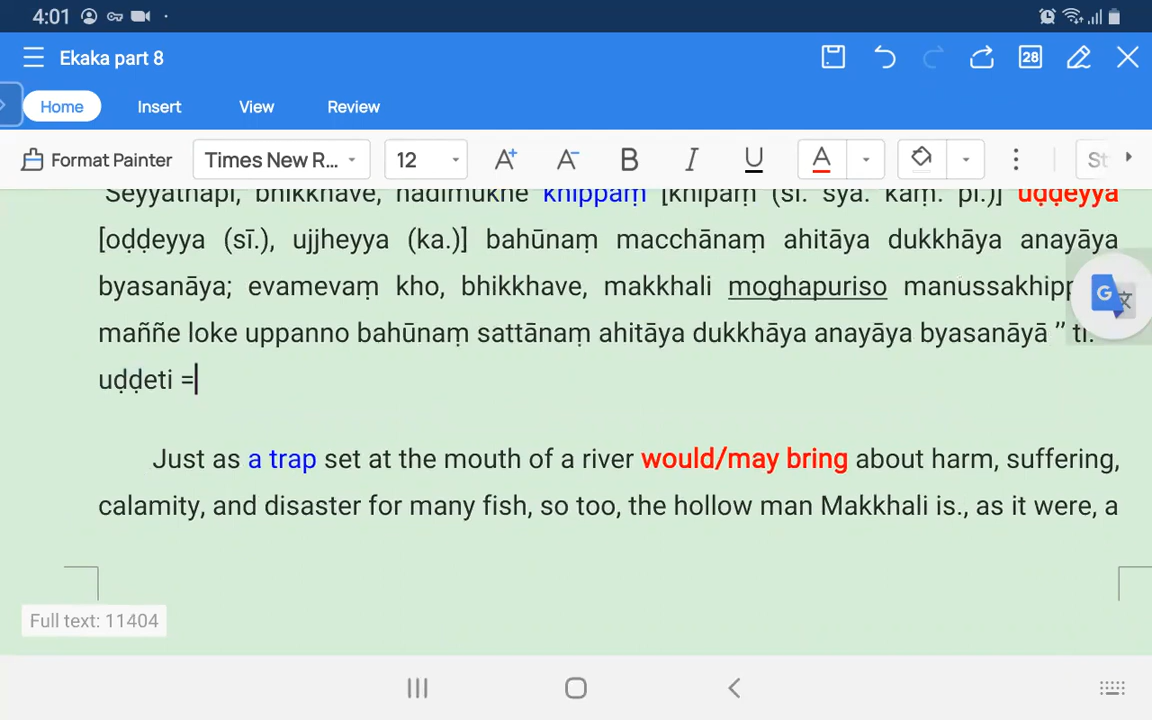 4:01
Ekaka part 8
28
Home Insert View Review
Format Painter Times New R... 12 A+ A- B I U A St
Seyyathāpi, bhikkhave, nadīmukhe khippaṃ [khipaṃ (sī. syā. kaṃ. pī.)] uḍḍeyya
[oḍḍeyya (sī.), ujjheyya (ka.)] bahūnaṃ macchānaṃ ahitāya dukkhāya anayāya
byasanāya; evamevaṃ kho, bhikkhave, makkhali moghapuriso manussakhipp
maññe loke uppanno bahūnaṃ sattānaṃ ahitāya dukkhāya anayāya byasanāyā ’’ ti.
uḍḍeti =
Just as a trap set at the mouth of a river would/may bring about harm, suffering,
calamity, and disaster for many fish, so too, the hollow man Makkhali is., as it were, a
Full text: 11404